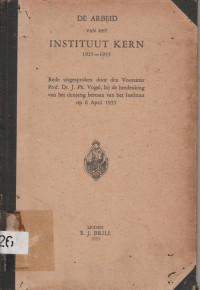 DE ARBEID
VAN HET
INSTITUUT KERN
1925—1935
Rede uitgesproken door den Voorzitter
Prof. Dr. J. Ph. Vogel, bij de herdenking
van het tienjarig bestaan van het Instituut
op 8 April 1935
26
LEIDEN
E. J. BRILL
1935